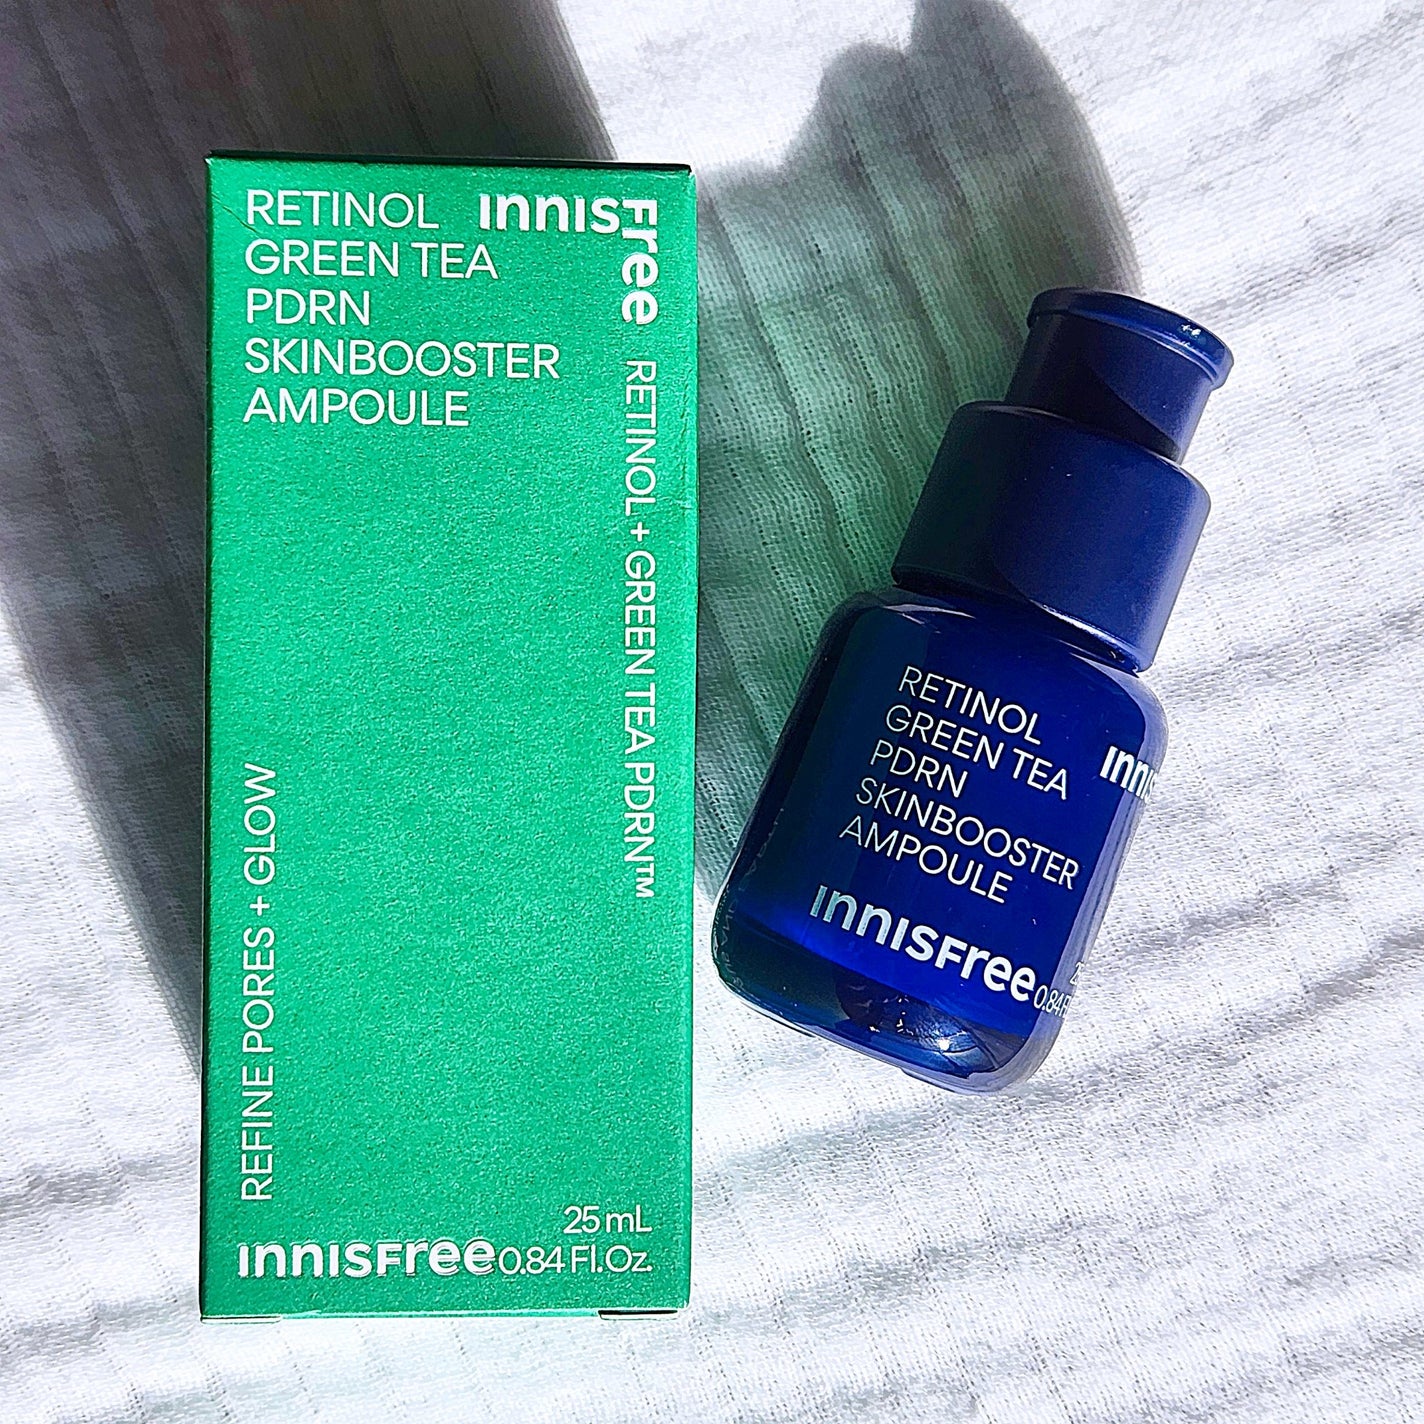 RETINOL
GREEN TEA
PDRN
SKINBOOSTER
AMPOULE
innisfree
RETINOL + GREEN TEA PDRN™
REFINE PORES + GLOW
25 mL
innisfree 0.84 Fl.Oz.
RETINOL
GREEN TEA
PDRN
SKINBOOSTER
AMPOULE
innisfree